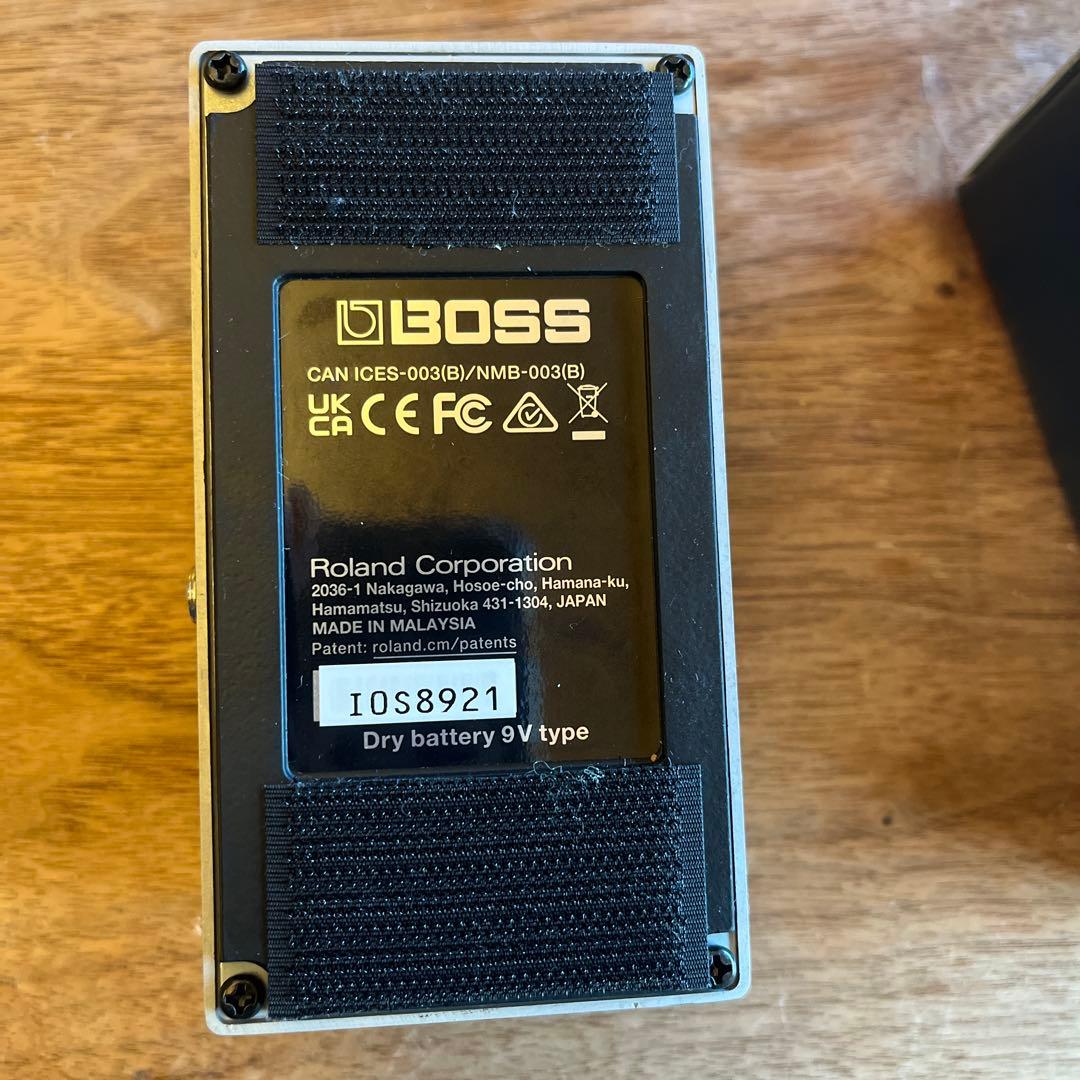 BOSS
CAN ICES-003(B)/NMB-003(B)
UK
CA CE FC
Roland Corporation
2036-1 Nakagawa, Hosoe-cho, Hamana-ku,
Hamamatsu, Shizuoka 431-1304, JAPAN
MADE IN MALAYSIA
Patent: roland.cm/patents
I0S8921
Dry battery 9V type